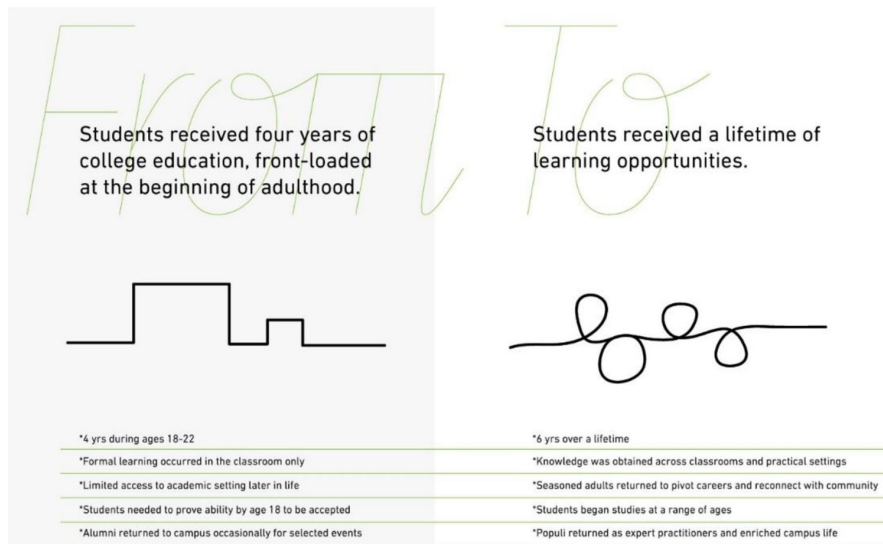 From
Students received four years of
college education, front-loaded
at the beginning of adulthood.
*4 yrs during ages 18-22
*Formal learning occurred in the classroom only
*Limited access to academic setting later in life
*Students needed to prove ability by age 18 to be accepted
*Alumni returned to campus occasionally for selected events
To
Students received a lifetime of
learning opportunities.
*6 yrs over a lifetime
*Knowledge was obtained across classrooms and practical settings
*Seasoned adults returned to pivot careers and reconnect with community
*Students began studies at a range of ages
*Populi returned as expert practitioners and enriched campus life